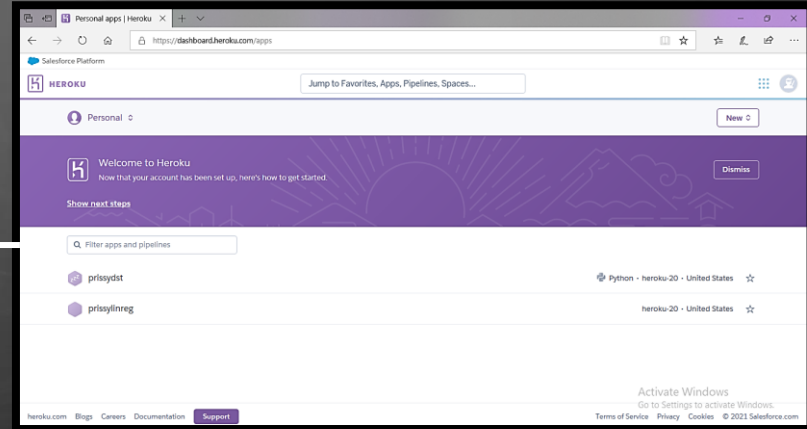 Personal apps | Heroku
https://dashboard.heroku.com/apps
Salesforce Platform
HEROKU
Jump to Favorites, Apps, Pipelines, Spaces...
Personal
New
Welcome to Heroku
Now that your account has been set up, here's how to get started.
Dismiss
Show next steps
Filter apps and pipelines
prissydst
Python · heroku-20 · United States
prissylinreg
heroku-20 · United States
Activate Windows
Go to Settings to activate Windows.
heroku.com Blogs Careers Documentation Support
Terms of Service Privacy Cookies © 2021 Salesforce.com